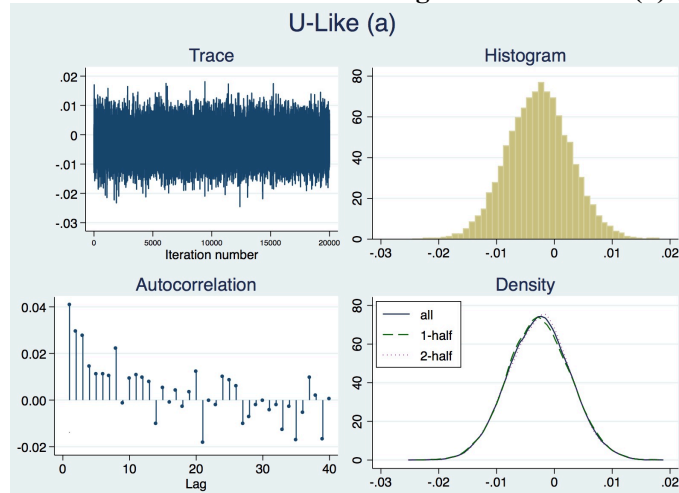 U-Like (a)
Trace
.02
.01
0
-.01
-.02
-.03
0 5000 10000 15000 20000
Iteration number
Histogram
80
60
40
20
0
-.03 -.02 -.01 0 .01 .02
Autocorrelation
0.04
0.02
0.00
-0.02
0 10 20 30 40
Lag
Density
all
1-half
2-half
80
60
40
20
0
-.03 -.02 -.01 0 .01 .02